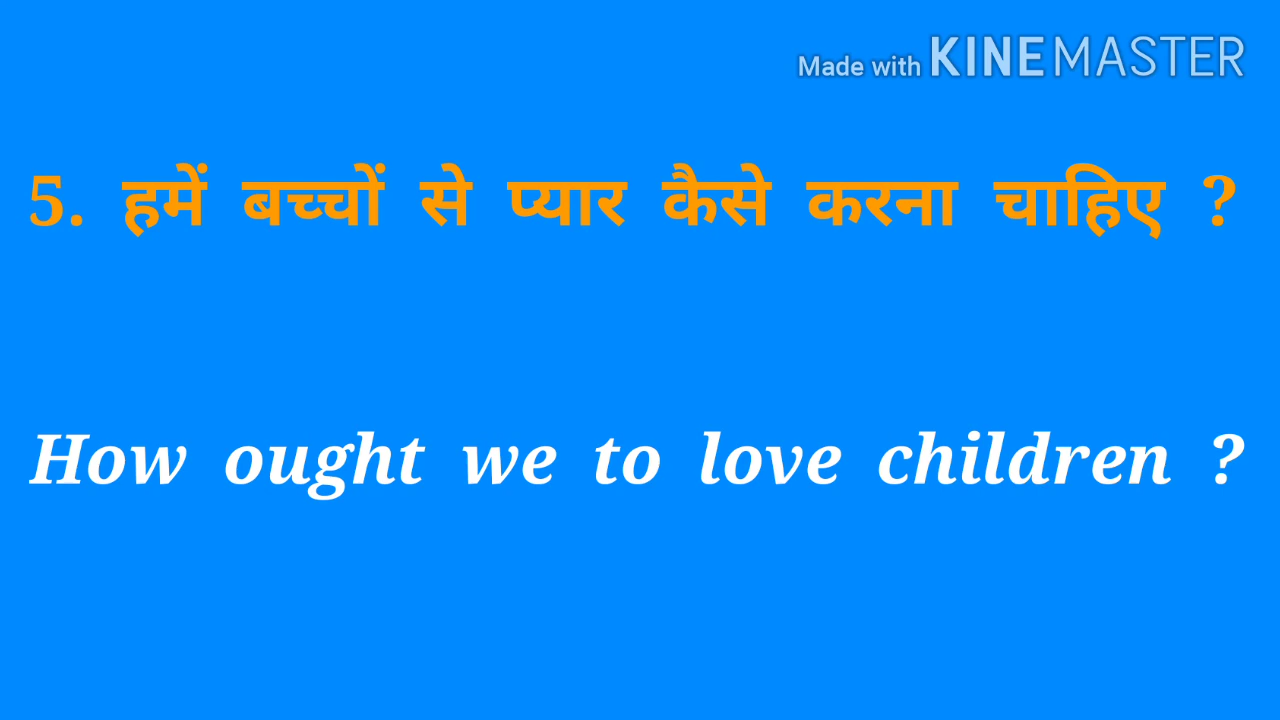 Made with KINEMASTER
5. हमें बच्चों से प्यार कैसे करना चाहिए ?
How ought we to love children ?